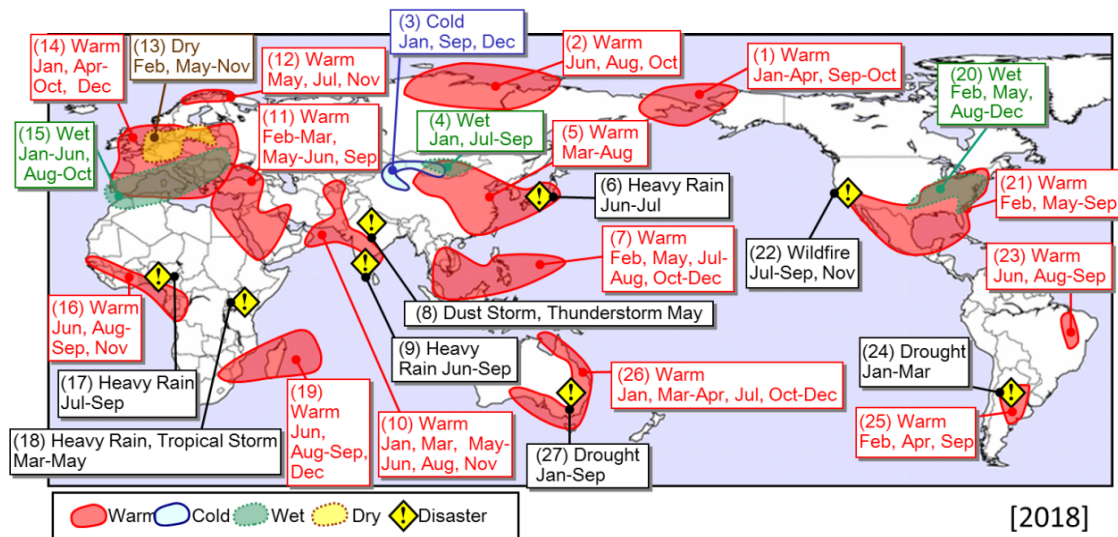 (3) Cold
Jan, Sep, Dec
(14) Warm
Jan, Apr-
Oct, Dec
(13) Dry
Feb, May-Nov
(12) Warm
May, Jul, Nov
(2) Warm
Jun, Aug, Oct
(1) Warm
Jan-Apr, Sep-Oct
(20) Wet
Feb, May,
Aug-Dec
(15) Wet
Jan-Jun,
Aug-Oct
(11) Warm
Feb-Mar,
May-Jun, Sep
(4) Wet
Jan, Jul-Sep
(5) Warm
Mar-Aug
(6) Heavy Rain
Jun-Jul
(21) Warm
Feb, May-Sep
(7) Warm
Feb, May, Jul-
Aug, Oct-Dec
(22) Wildfire
Jul-Sep, Nov
(23) Warm
Jun, Aug-Sep
(16) Warm
Jun, Aug-
Sep, Nov
(8) Dust Storm, Thunderstorm May
(9) Heavy
Rain Jun-Sep
(17) Heavy Rain
Jul-Sep
(18) Heavy Rain, Tropical Storm
Mar-May
(19)
Warm
Jun,
Aug-Sep,
Dec
(10) Warm
Jan, Mar, May-
Jun, Aug, Nov
(26) Warm
Jan, Mar-Apr, Jul, Oct-Dec
(27) Drought
Jan-Sep
(24) Drought
Jan-Mar
(25) Warm
Feb, Apr, Sep
Warm Cold Wet Dry Disaster
[2018]